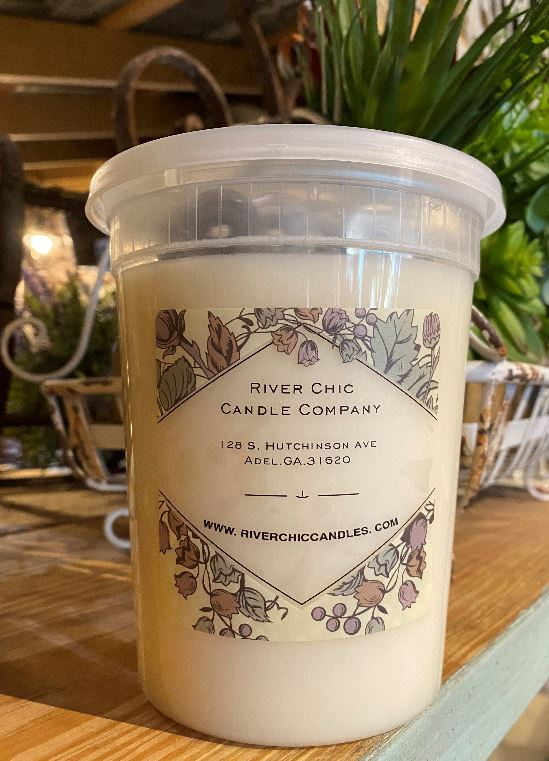 River Chic
Candle Company
128 S. Hutchinson Ave
Adel,GA.31620
www.riverchiccandles.com